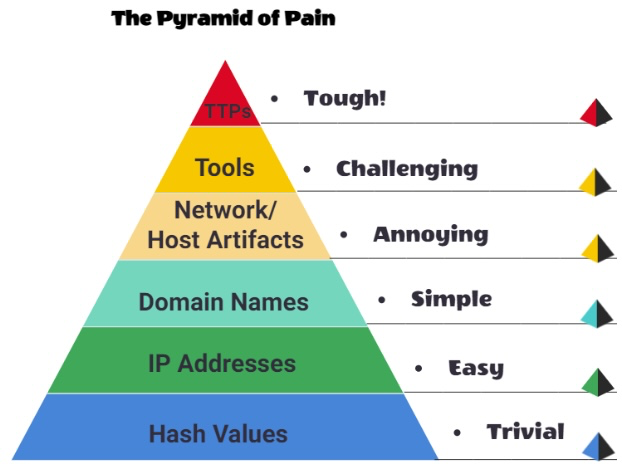 The Pyramid of Pain
TTPs
• Tough!
Tools
• Challenging
Network/
Host Artifacts
• Annoying
Domain Names
• Simple
IP Addresses
• Easy
Hash Values
• Trivial